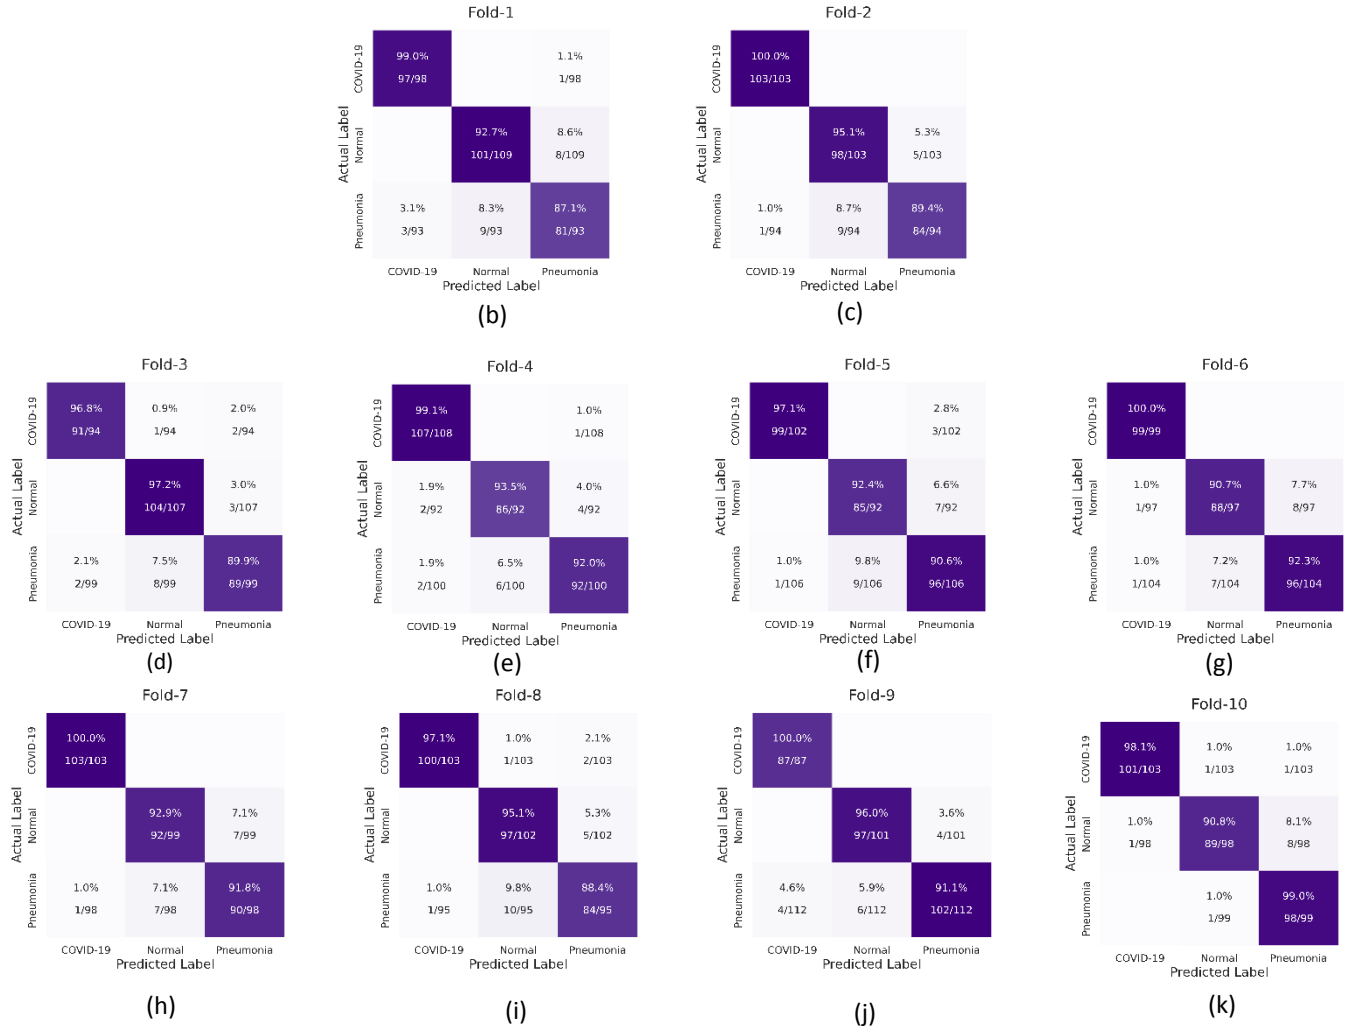 Fold-1
Actual Label
COVID-19
99.0%
1.1%
97/98
1/98
Normal
92.7%
8.6%
101/109
8/109
Pneumonia
3.1%
8.3%
87.1%
3/93
9/93
81/93
COVID-19 Normal Pneumonia
Predicted Label
(b)
Fold-2
Actual Label
COVID-19
100.0%
103/103
Normal
95.1%
5.3%
98/103
5/103
Pneumonia
1.0%
8.7%
89.4%
1/94
9/94
84/94
COVID-19 Normal Pneumonia
Predicted Label
(c)
Fold-3
Actual Label
COVID-19
96.8%
0.9%
2.0%
91/94
1/94
2/94
Normal
97.2%
3.0%
104/107
3/107
Pneumonia
2.1%
7.5%
89.9%
2/99
8/99
89/99
COVID-19 Normal Pneumonia
Predicted Label
(d)
Fold-4
Actual Label
COVID-19
99.1%
1.0%
107/108
1/108
Normal
1.9%
93.5%
4.0%
2/92
86/92
4/92
Pneumonia
1.9%
6.5%
92.0%
2/100
6/100
92/100
COVID-19 Normal Pneumonia
Predicted Label
(e)
Fold-5
Actual Label
COVID-19
97.1%
2.8%
99/102
3/102
Normal
92.4%
6.6%
85/92
7/92
Pneumonia
1.0%
9.8%
90.6%
1/106
9/106
96/106
COVID-19 Normal Pneumonia
Predicted Label
(f)
Fold-6
Actual Label
COVID-19
100.0%
99/99
Normal
1.0%
90.7%
7.7%
1/97
88/97
8/97
Pneumonia
1.0%
7.2%
92.3%
1/104
7/104
96/104
COVID-19 Normal Pneumonia
Predicted Label
(g)
Fold-7
Actual Label
COVID-19
100.0%
103/103
Normal
92.9%
7.1%
92/99
7/99
Pneumonia
1.0%
7.1%
91.8%
1/98
7/98
90/98
COVID-19 Normal Pneumonia
Predicted Label
(h)
Fold-8
Actual Label
COVID-19
97.1%
1.0%
2.1%
100/103
1/103
2/103
Normal
95.1%
5.3%
97/102
5/102
Pneumonia
1.0%
9.8%
88.4%
1/95
10/95
84/95
COVID-19 Normal Pneumonia
Predicted Label
(i)
Fold-9
Actual Label
COVID-19
100.0%
87/87
Normal
96.0%
3.6%
97/101
4/101
Pneumonia
4.6%
5.9%
91.1%
4/112
6/112
102/112
COVID-19 Normal Pneumonia
Predicted Label
(j)
Fold-10
Actual Label
COVID-19
98.1%
1.0%
1.0%
101/103
1/103
1/103
Normal
1.0%
90.8%
8.1%
1/98
89/98
8/98
Pneumonia
1.0%
99.0%
1/99
98/99
COVID-19 Normal Pneumonia
Predicted Label
(k)